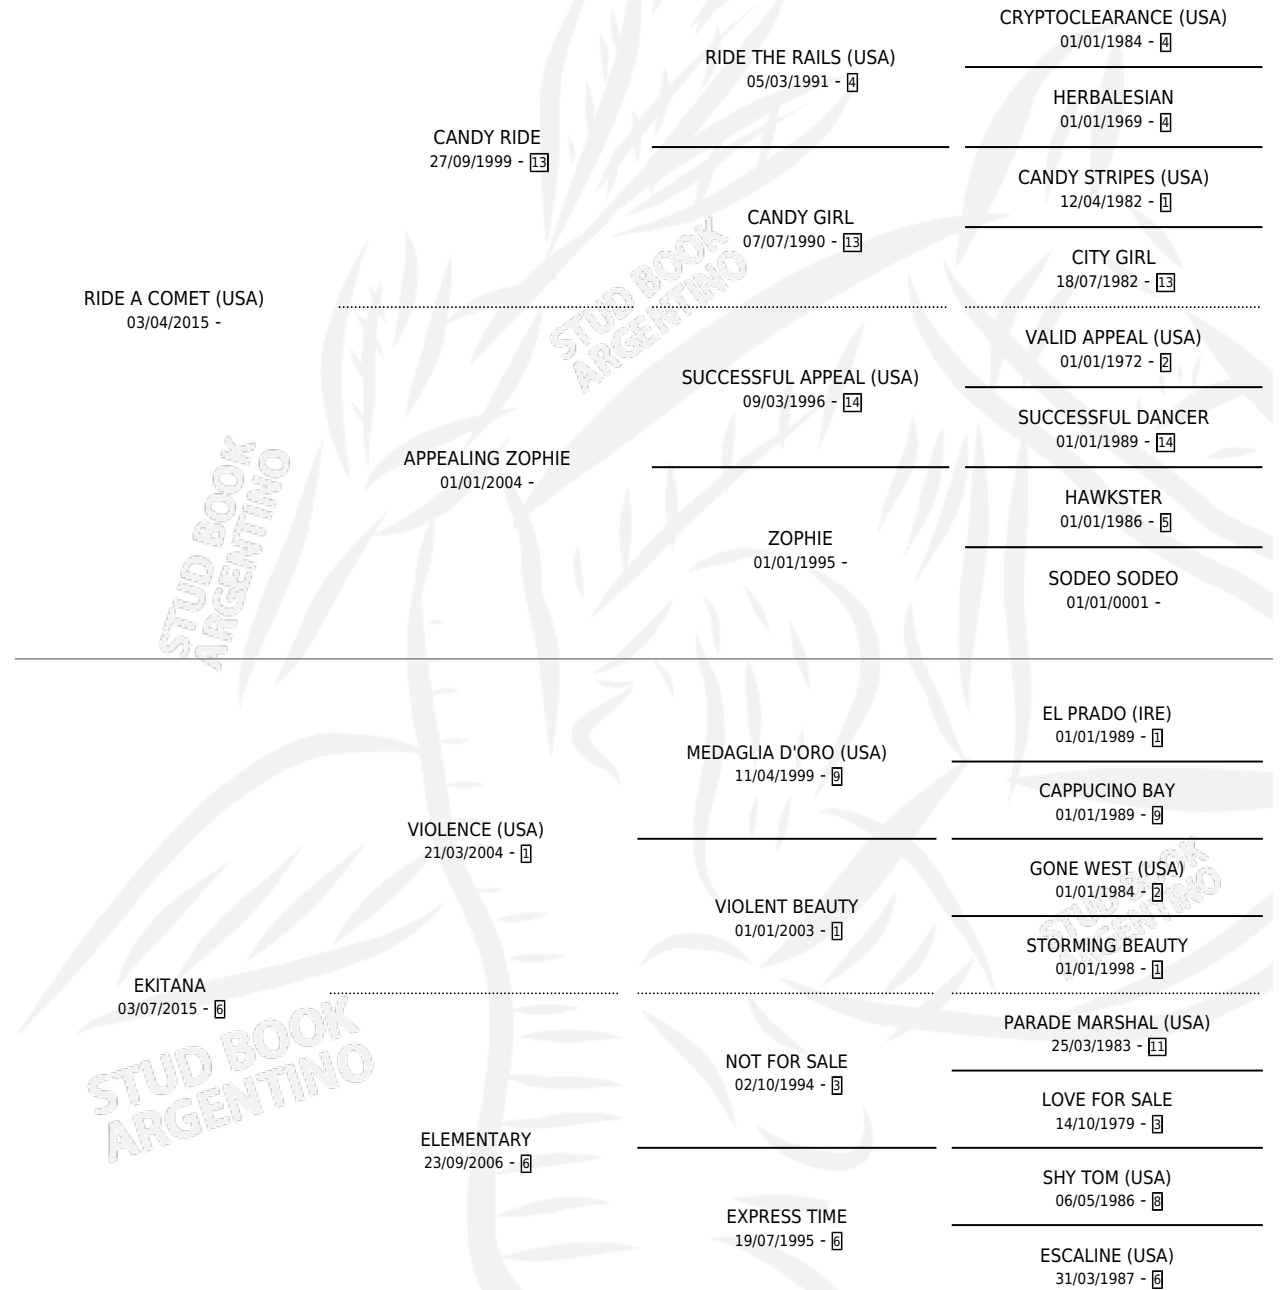 CRYPTOCLEARANCE (USA)
01/01/1984 - 4
RIDE THE RAILS (USA)
05/03/1991 - 4
HERBALESIAN
01/01/1969 - 4
CANDY RIDE
27/09/1999 - 13
CANDY STRIPES (USA)
12/04/1982 - 1
CANDY GIRL
07/07/1990 - 13
CITY GIRL
18/07/1982 - 13
RIDE A COMET (USA)
03/04/2015 -
VALID APPEAL (USA)
01/01/1972 - 2
SUCCESSFUL APPEAL (USA)
09/03/1996 - 14
SUCCESSFUL DANCER
01/01/1989 - 14
APPEALING ZOPHIE
01/01/2004 -
HAWKSTER
01/01/1986 - 5
ZOPHIE
01/01/1995 -
SODEO SODEO
01/01/0001 -
EL PRADO (IRE)
01/01/1989 - 1
MEDAGLIA D'ORO (USA)
11/04/1999 - 9
CAPPUCINO BAY
01/01/1989 - 9
VIOLENCE (USA)
21/03/2004 - 1
GONE WEST (USA)
01/01/1984 - 2
VIOLENT BEAUTY
01/01/2003 - 1
STORMING BEAUTY
01/01/1998 - 1
EKITANA
03/07/2015 - 6
PARADE MARSHAL (USA)
25/03/1983 - 11
NOT FOR SALE
02/10/1994 - 3
LOVE FOR SALE
14/10/1979 - 3
ELEMENTARY
23/09/2006 - 6
SHY TOM (USA)
06/05/1986 - 8
EXPRESS TIME
19/07/1995 - 6
ESCALINE (USA)
31/03/1987 - 6
STUD BOOK
ARGENTINO
STUD BOOK
ARGENTINO
STUD BOOK
ARGENTINO
STUD BOOK
ARGENTINO